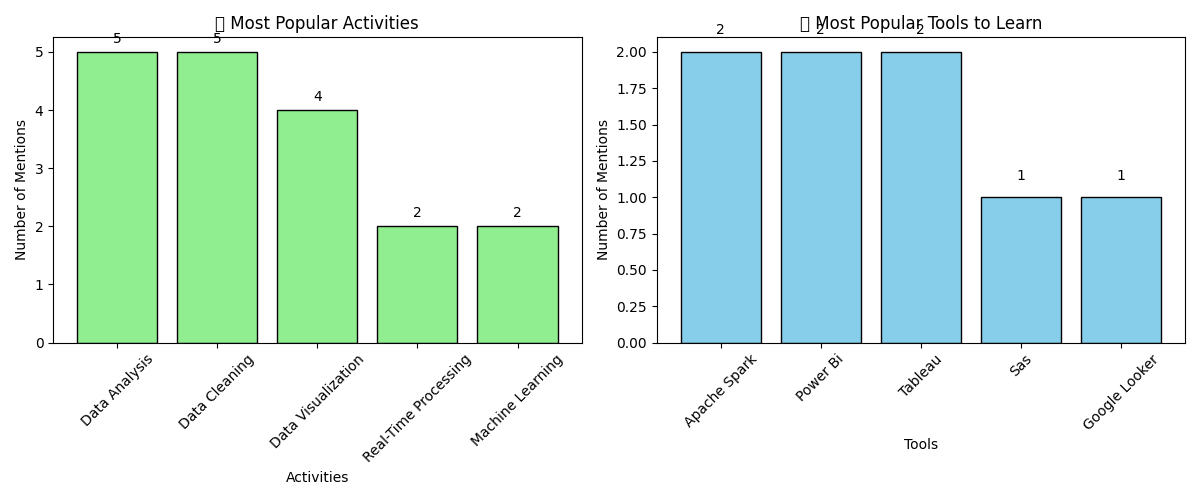 Most Popular Activities
Number of Mentions
5
4
3
2
1
0
5
5
4
2
2
Data Analysis
Data Cleaning
Data Visualization
Real-Time Processing
Machine Learning
Activities
Most Popular Tools to Learn
Number of Mentions
2.00
1.75
1.50
1.25
1.00
0.75
0.50
0.25
0.00
2
2
2
1
1
Apache Spark
Power Bi
Tableau
Sas
Google Looker
Tools